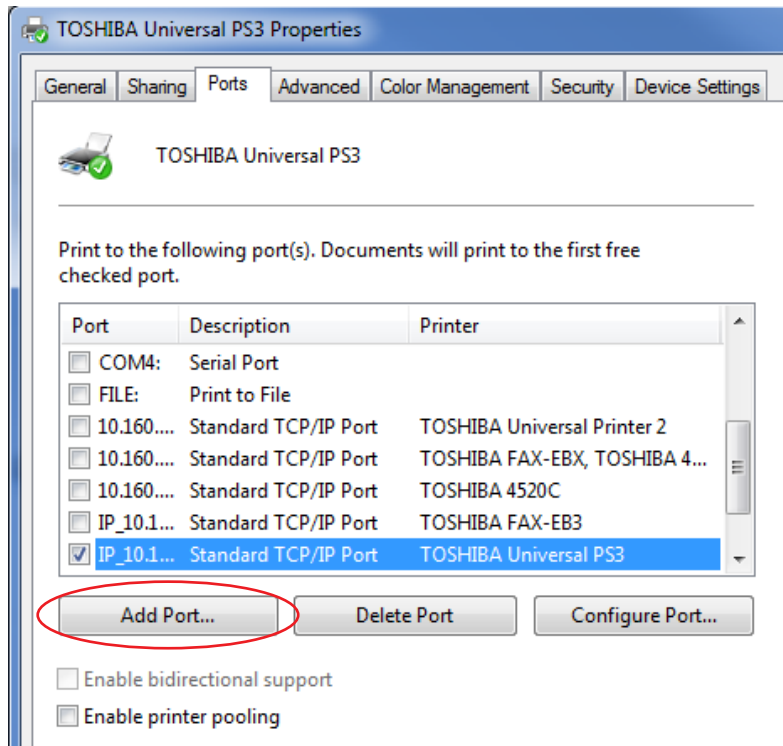 TOSHIBA Universal PS3 Properties
General Sharing Ports Advanced Color Management Security Device Settings
TOSHIBA Universal PS3
Print to the following port(s). Documents will print to the first free
checked port.
Port Description Printer
COM4: Serial Port
FILE: Print to File
10.160.... Standard TCP/IP Port TOSHIBA Universal Printer 2
10.160.... Standard TCP/IP Port TOSHIBA FAX-EBX, TOSHIBA 4...
10.160.... Standard TCP/IP Port TOSHIBA 4520C
IP_10.1... Standard TCP/IP Port TOSHIBA FAX-EB3
IP_10.1... Standard TCP/IP Port TOSHIBA Universal PS3
Add Port... Delete Port Configure Port...
Enable bidirectional support
Enable printer pooling